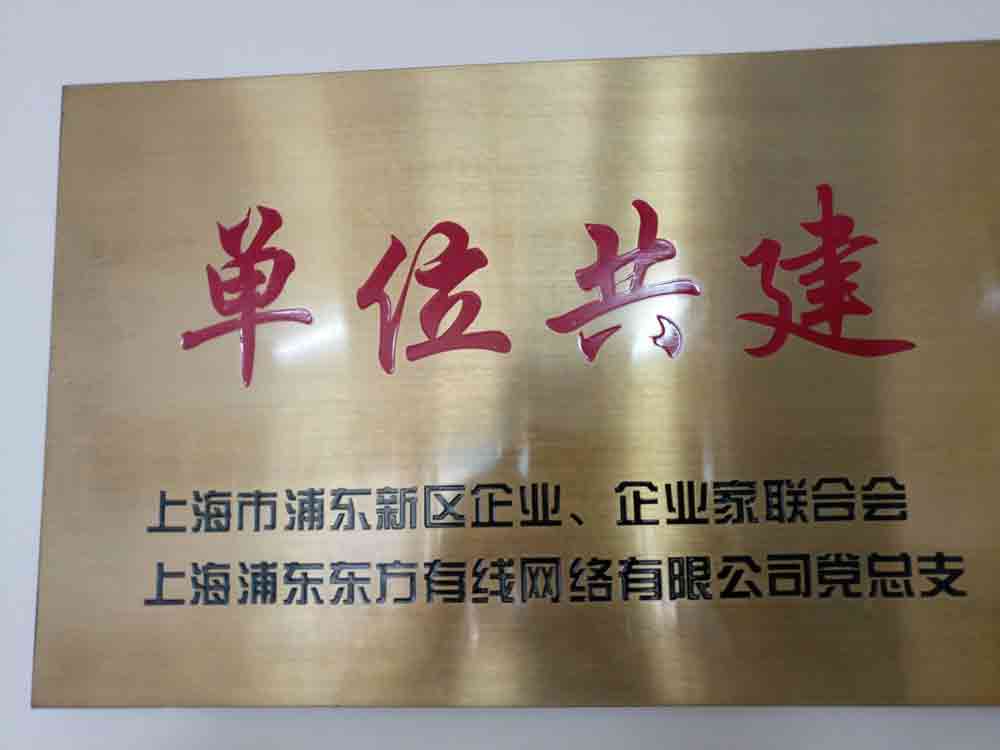 单位共建
上海市浦东新区企业、企业家联合会
上海浦东东方有线网络有限公司党总支